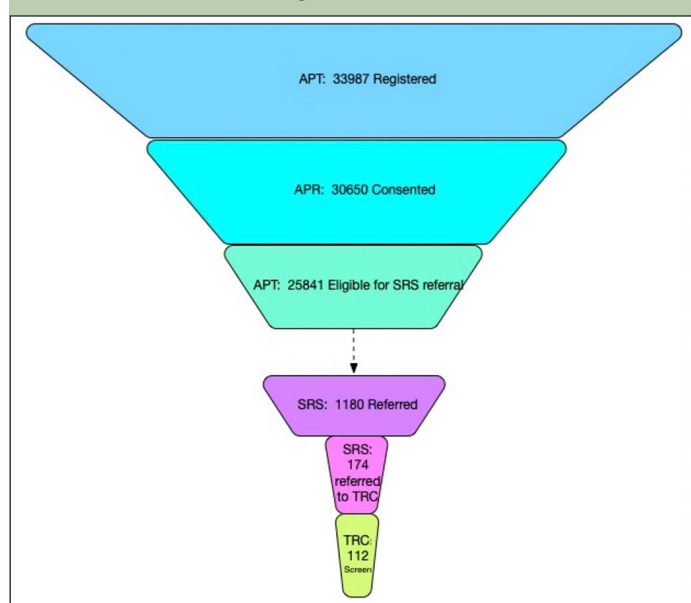 APT: 33987 Registered
APR: 30650 Consented
APT: 25841 Eligible for SRS referral
SRS: 1180 Referred
SRS:
174
referred
to TRC
TRC:
112
Screen